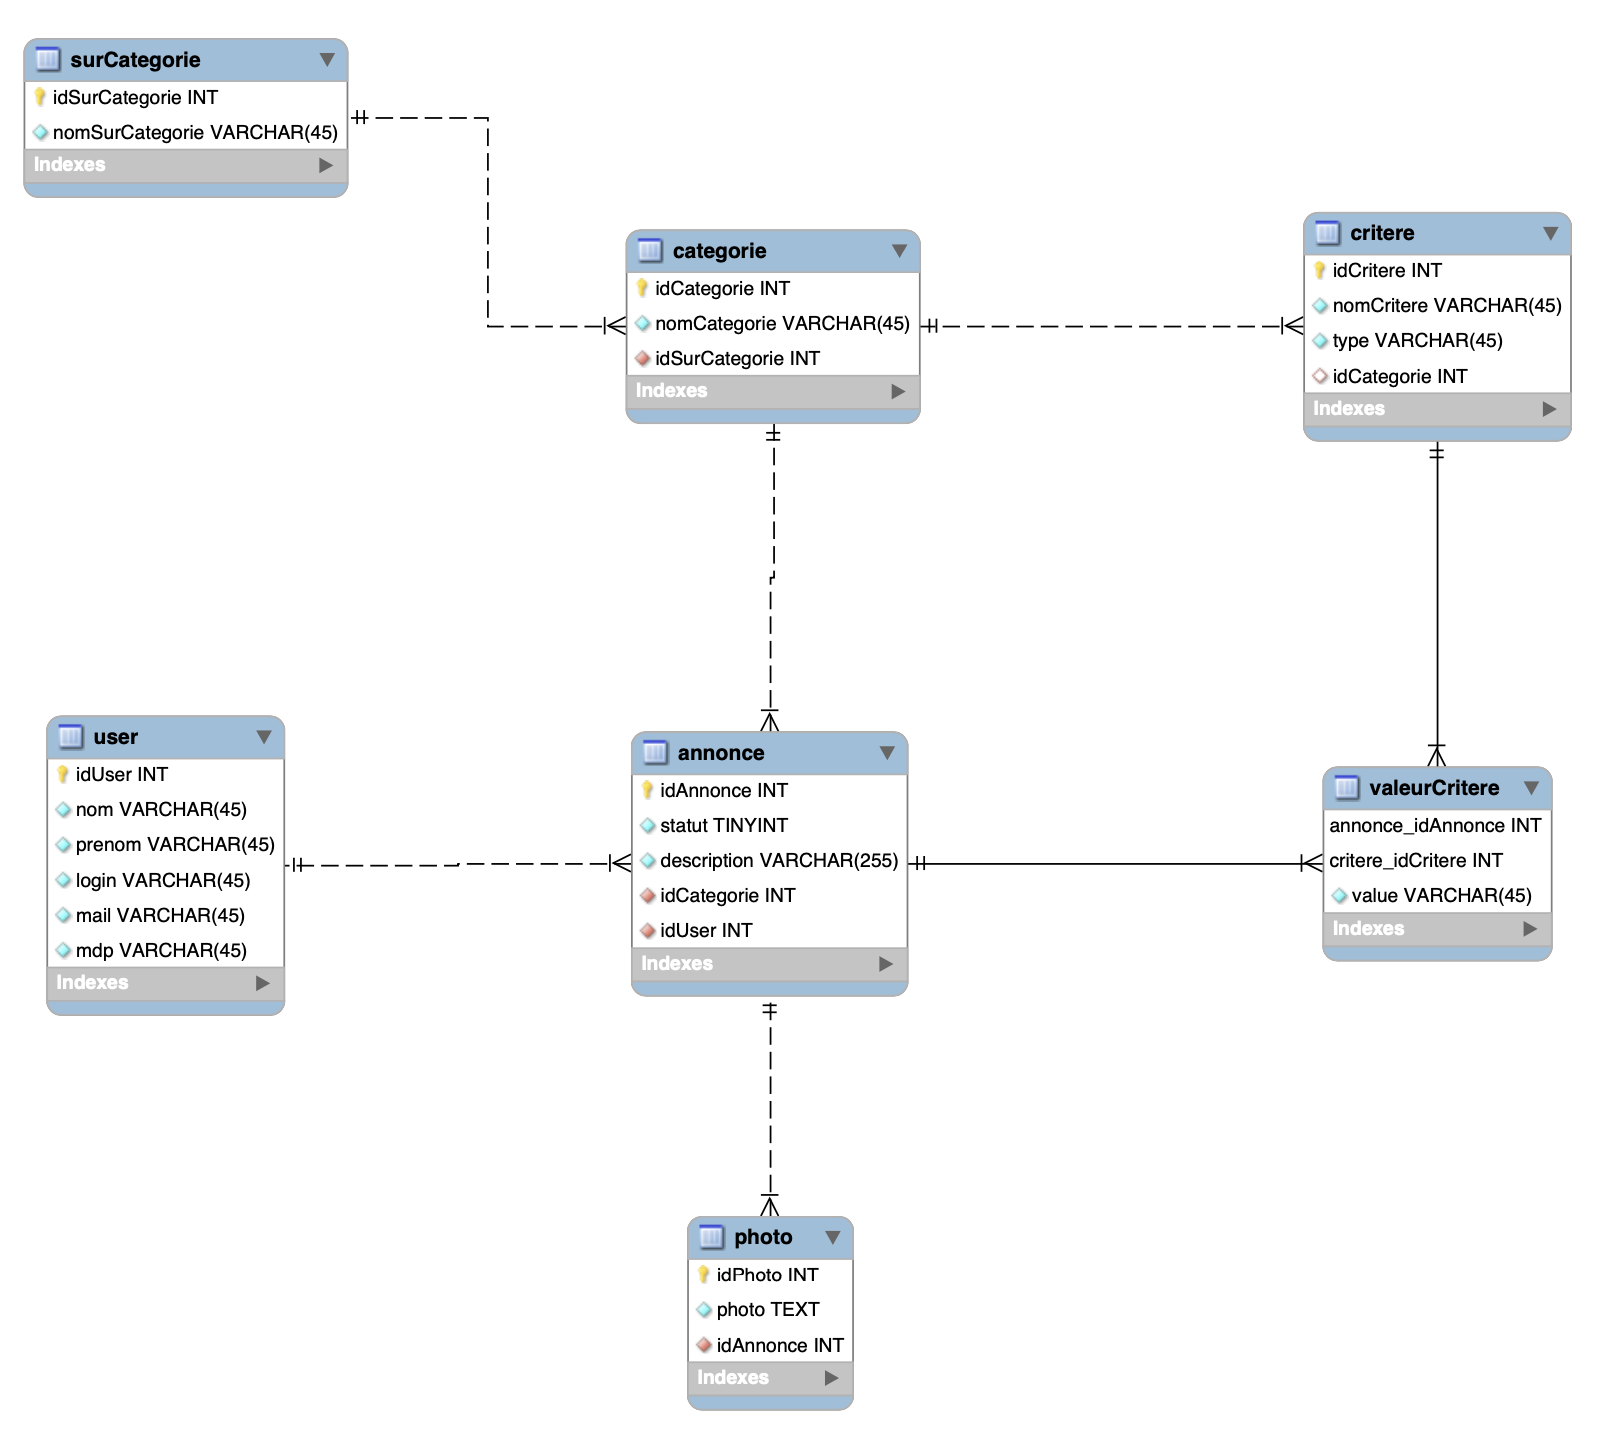 surCategorie
idSurCategorie INT
nomSurCategorie VARCHAR(45)
Indexes
categorie
idCategorie INT
nomCategorie VARCHAR(45)
idSurCategorie INT
Indexes
critere
idCritere INT
nomCritere VARCHAR(45)
type VARCHAR(45)
idCategorie INT
Indexes
user
idUser INT
nom VARCHAR(45)
prenom VARCHAR(45)
login VARCHAR(45)
mail VARCHAR(45)
mdp VARCHAR(45)
Indexes
annonce
idAnnonce INT
statut TINYINT
description VARCHAR(255)
idCategorie INT
idUser INT
Indexes
valeurCritere
annonce_idAnnonce INT
critere_idCritere INT
value VARCHAR(45)
Indexes
photo
idPhoto INT
photo TEXT
idAnnonce INT
Indexes